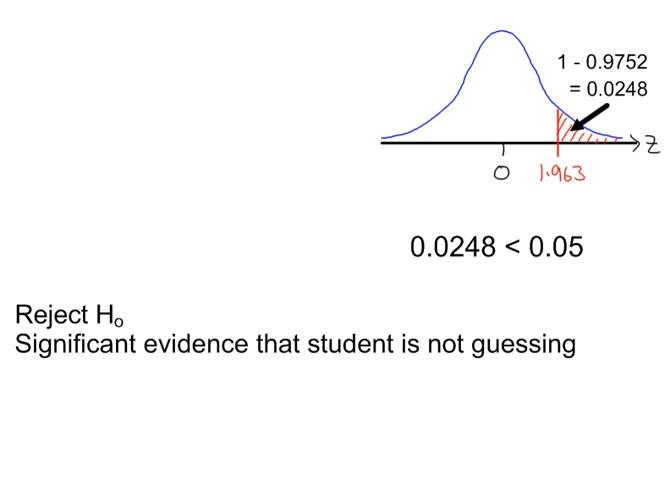 1 - 0.9752
= 0.0248
Z
0
1.963
0.0248 < 0.05
Reject Ho
Significant evidence that student is not guessing